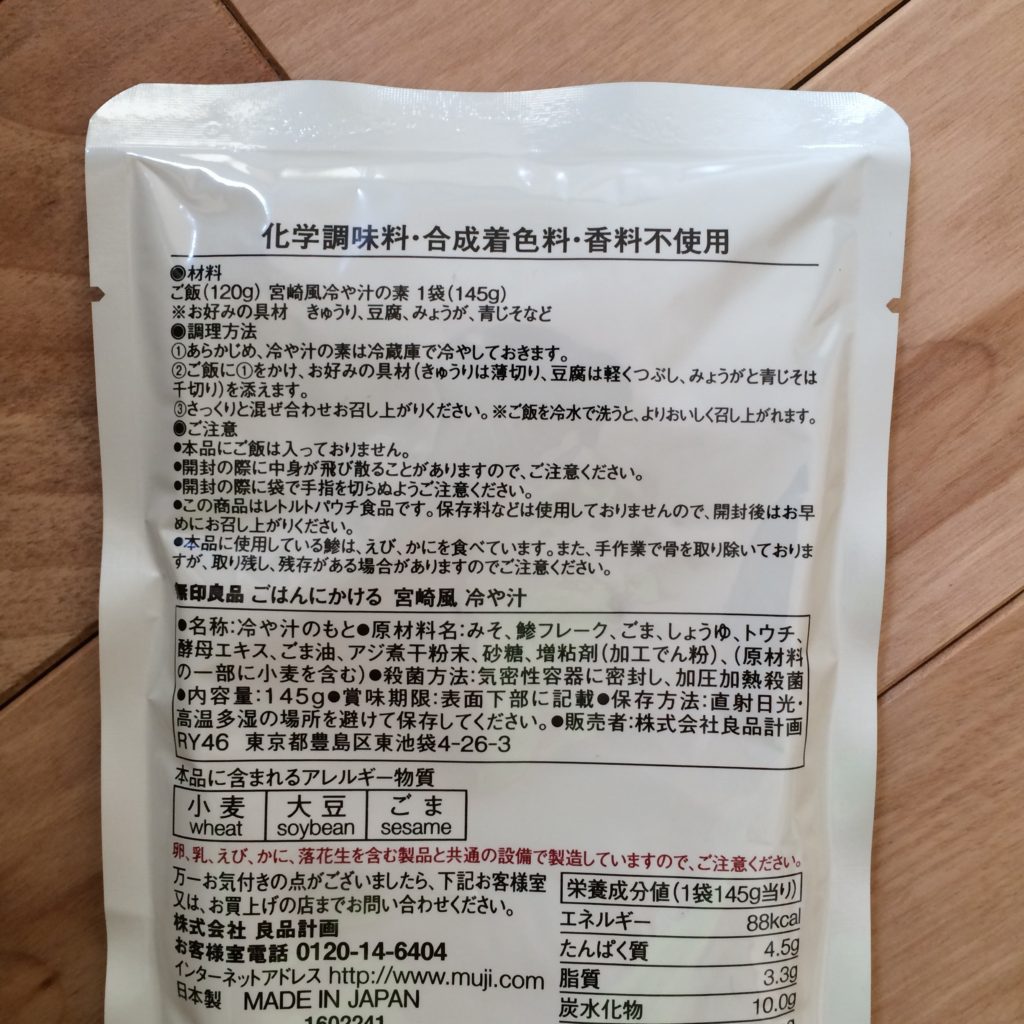 化学調味料・合成着色料・香料不使用
◉材料
ご飯(120g) 宮崎風冷や汁の素 1袋(145g)
※お好みの具材　きゅうり、豆腐、みょうが、青じそなど
◉調理方法
①あらかじめ、冷や汁の素は冷蔵庫で冷やしておきます。
②ご飯に①をかけ、お好みの具材(きゅうりは薄切り、豆腐は軽くつぶし、みょうがと青じそは
千切り)を添えます。
③さっくりと混ぜ合わせお召し上がりください。※ご飯を冷水で洗うと、よりおいしく召し上がれます。
◉ご注意
●本品にご飯は入っておりません。
●開封の際に中身が飛び散ることがありますので、ご注意ください。
●開封の際に袋で手指を切らぬようご注意ください。
●この商品はレトルトパウチ食品です。保存料などは使用しておりませんので、開封後はお早
めにお召し上がりください。
●本品に使用している鯵は、えび、かにを食べています。また、手作業で骨を取り除いておりま
すが、取り残し、残存がある場合がありますのでご注意ください。
無印良品 ごはんにかける 宮崎風 冷や汁
●名称:冷や汁のもと●原材料名:みそ、鯵フレーク、ごま、しょうゆ、トウチ、
酵母エキス、ごま油、アジ煮干粉末、砂糖、増粘剤(加工でん粉)、(原材料
の一部に小麦を含む)●殺菌方法:気密性容器に密封し、加圧加熱殺菌
●内容量:145g●賞味期限:表面下部に記載●保存方法:直射日光・
高温多湿の場所を避けて保存してください。●販売者:株式会社良品計画
RY46 東京都豊島区東池袋4-26-3
本品に含まれるアレルギー物質
小麦 大豆 ごま
wheat soybean sesame
卵、乳、えび、かに、落花生を含む製品と共通の設備で製造していますので、ご注意ください。
万一お気付きの点がございましたら、下記お客様室
又は、お買上げの店までお問い合わせください。
株式会社 良品計画
お客様室電話 0120-14-6404
インターネットアドレス http://www.muji.com
日本製 MADE IN JAPAN
1602241
栄養成分値(1袋145g当り)
エネルギー 88kcal
たんぱく質 4.5g
脂質 3.3g
炭水化物 10.0g